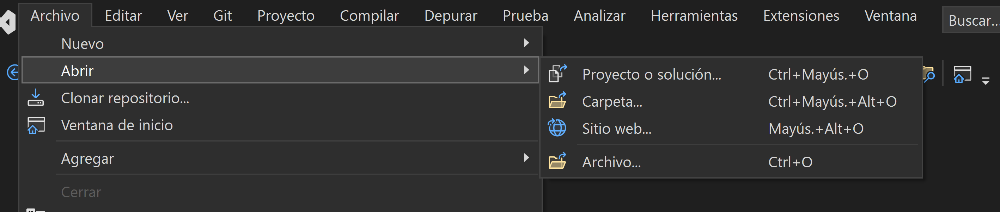 Archivo Editar Ver Git Proyecto Compilar Depurar Prueba Analizar Herramientas Extensiones Ventana Buscar...
Nuevo
Abrir
Clonar repositorio...
Ventana de inicio
Agregar
Cerrar
Proyecto o solución... Ctrl+Mayús.+O
Carpeta... Ctrl+Mayús.+Alt+O
Sitio web... Mayús.+Alt+O
Archivo... Ctrl+O